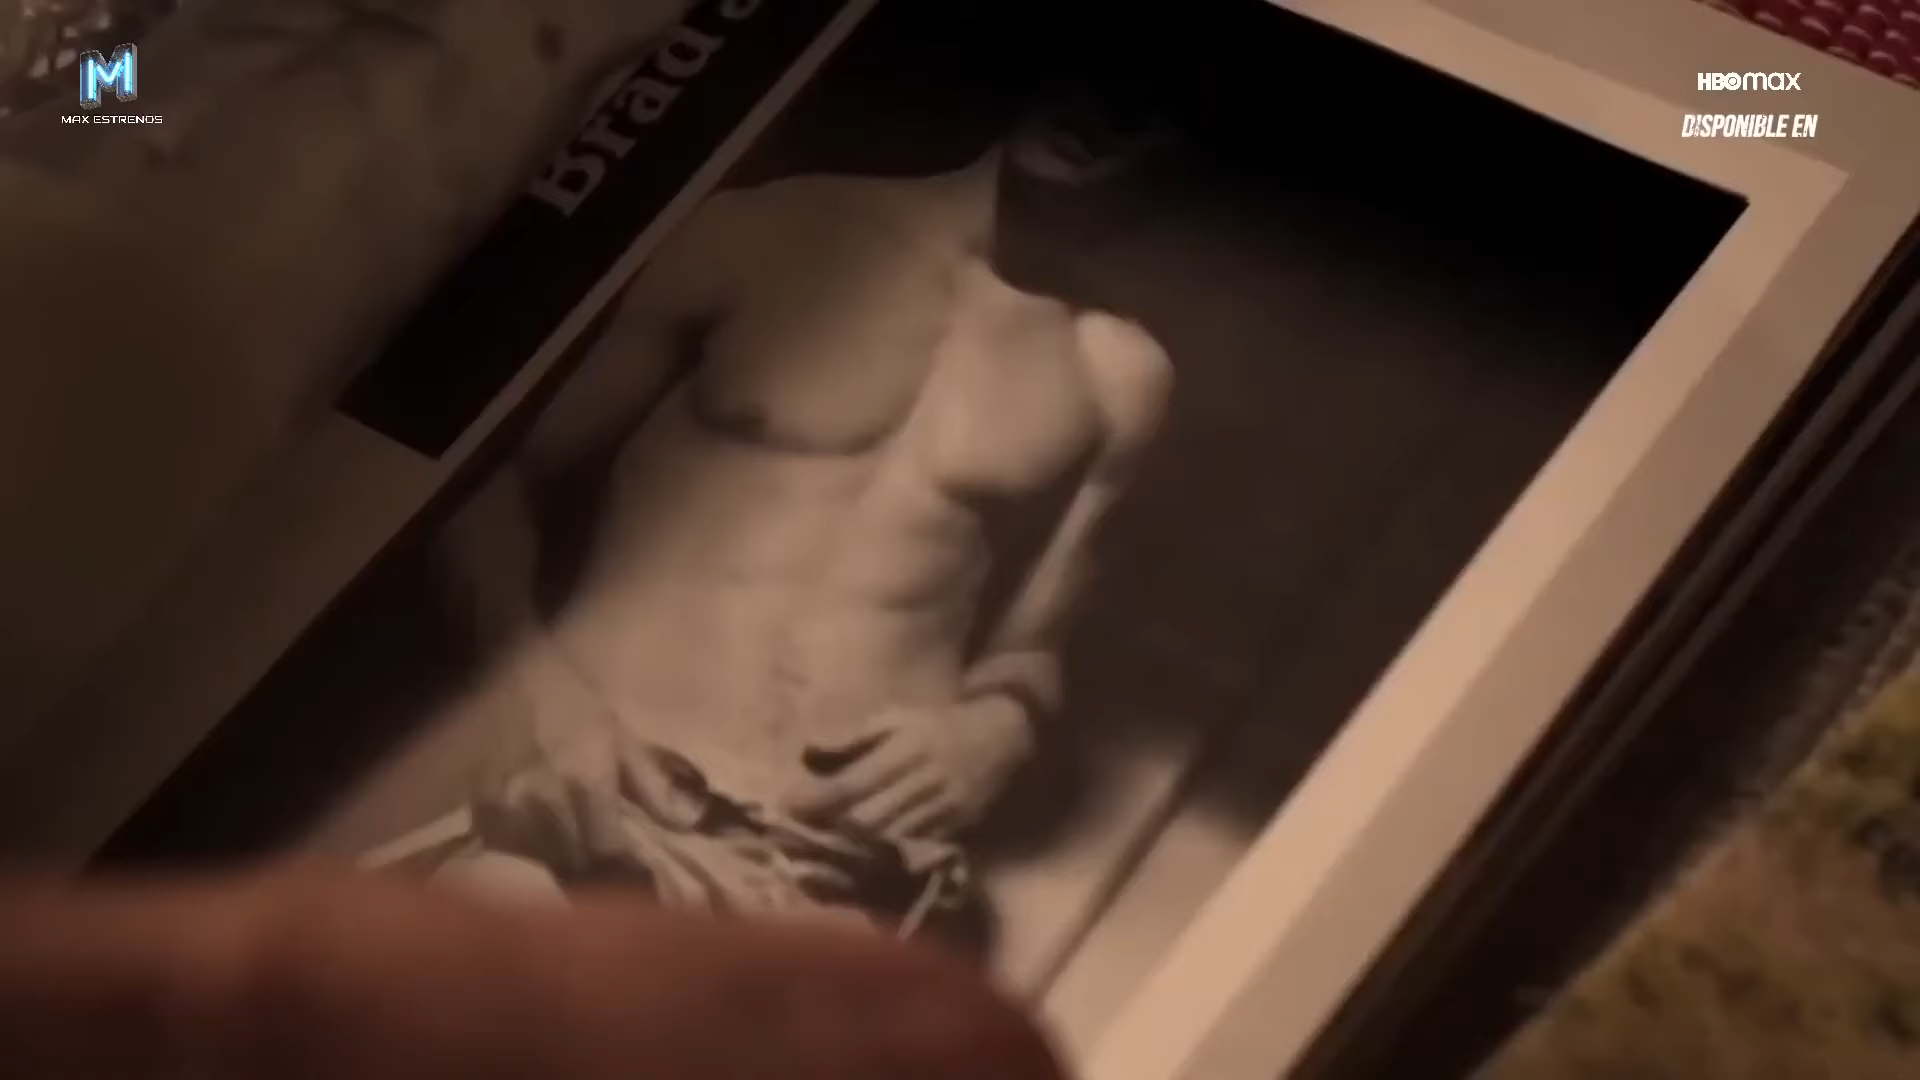 M
MAX ESTRENOS
HBOmax
DISPONIBLE EN
Brad